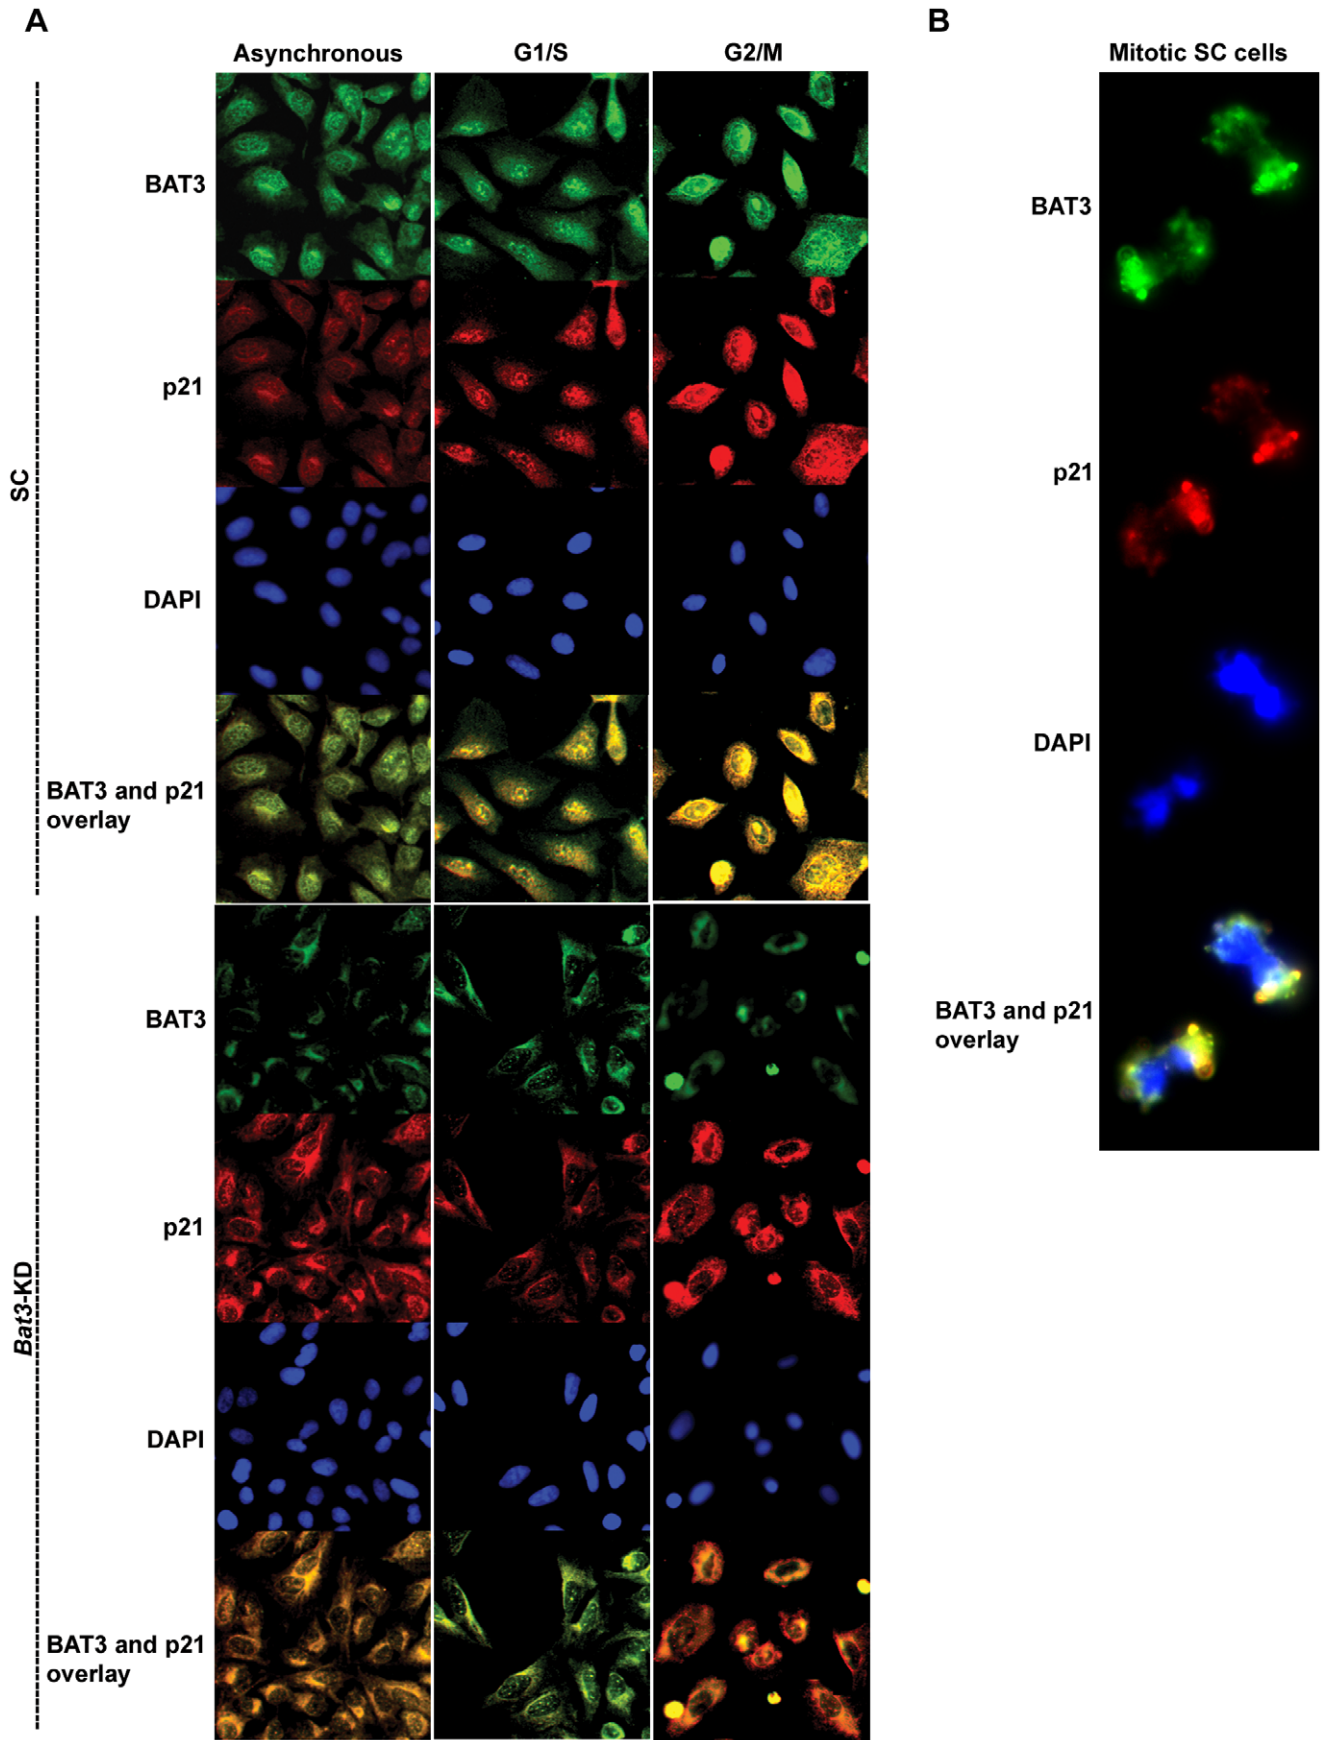 A
B
Asynchronous
G1/S
G2/M
Mitotic SC cells
SC
BAT3
p21
DAPI
BAT3 and p21
overlay
Bat3-KD
BAT3
p21
DAPI
BAT3 and p21
overlay
BAT3
p21
DAPI
BAT3 and p21
overlay